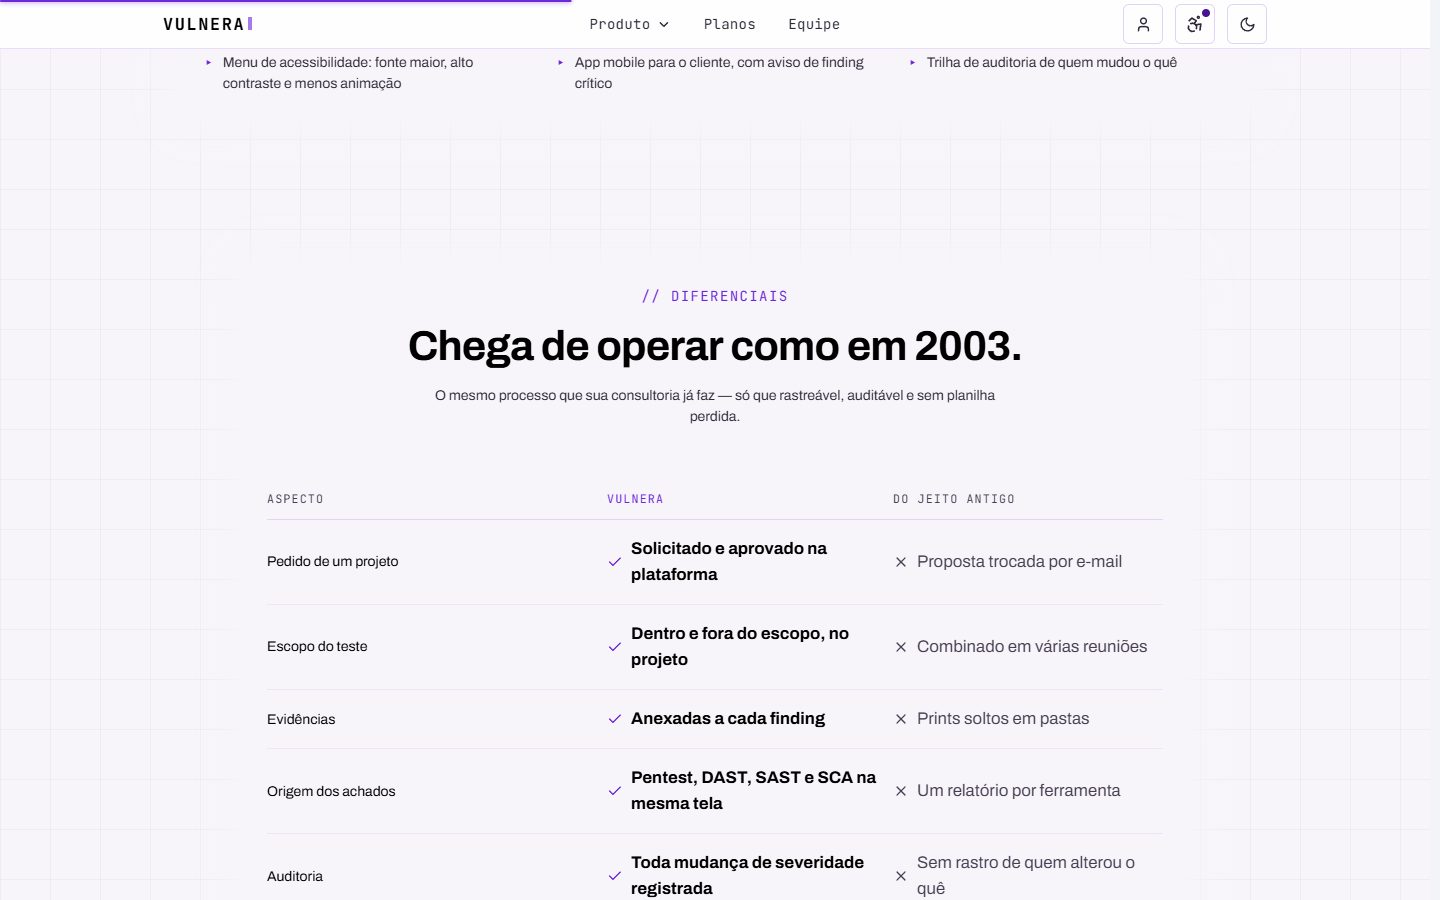 VULNERA
Produto
Planos
Equipe
Menu de acessibilidade: fonte maior, alto
contraste e menos animação
App mobile para o cliente, com aviso de finding
crítico
Trilha de auditoria de quem mudou o quê
// DIFERENCIAIS
Chega de operar como em 2003.
O mesmo processo que sua consultoria já faz — só que rastreável, auditável e sem planilha
perdida.
ASPECTO
VULNERA
DO JEITO ANTIGO
Pedido de um projeto
Solicitado e aprovado na
plataforma
Proposta trocada por e-mail
Escopo do teste
Dentro e fora do escopo, no
projeto
Combinado em várias reuniões
Evidências
Anexadas a cada finding
Prints soltos em pastas
Origem dos achados
Pentest, DAST, SAST e SCA na
mesma tela
Um relatório por ferramenta
Auditoria
Toda mudança de severidade
registrada
Sem rastro de quem alterou o
quê